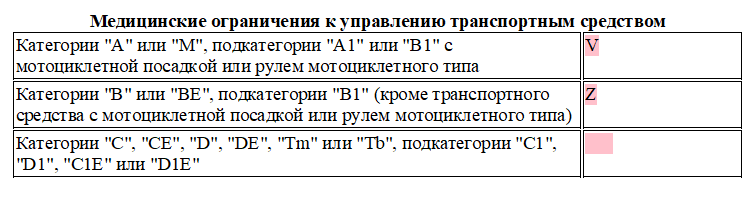 Медицинские ограничения к управлению транспортным средством
Категории "A" или "M", подкатегории "A1" или "B1" с
мотоциклетной посадкой или рулем мотоциклетного типа
V
Категории "B" или "BE", подкатегории "B1" (кроме транспортного
средства с мотоциклетной посадкой или рулем мотоциклетного типа)
Z
Категории "C", "CE", "D", "DE", "Tm" или "Tb", подкатегории "C1",
"D1", "C1E" или "D1E"